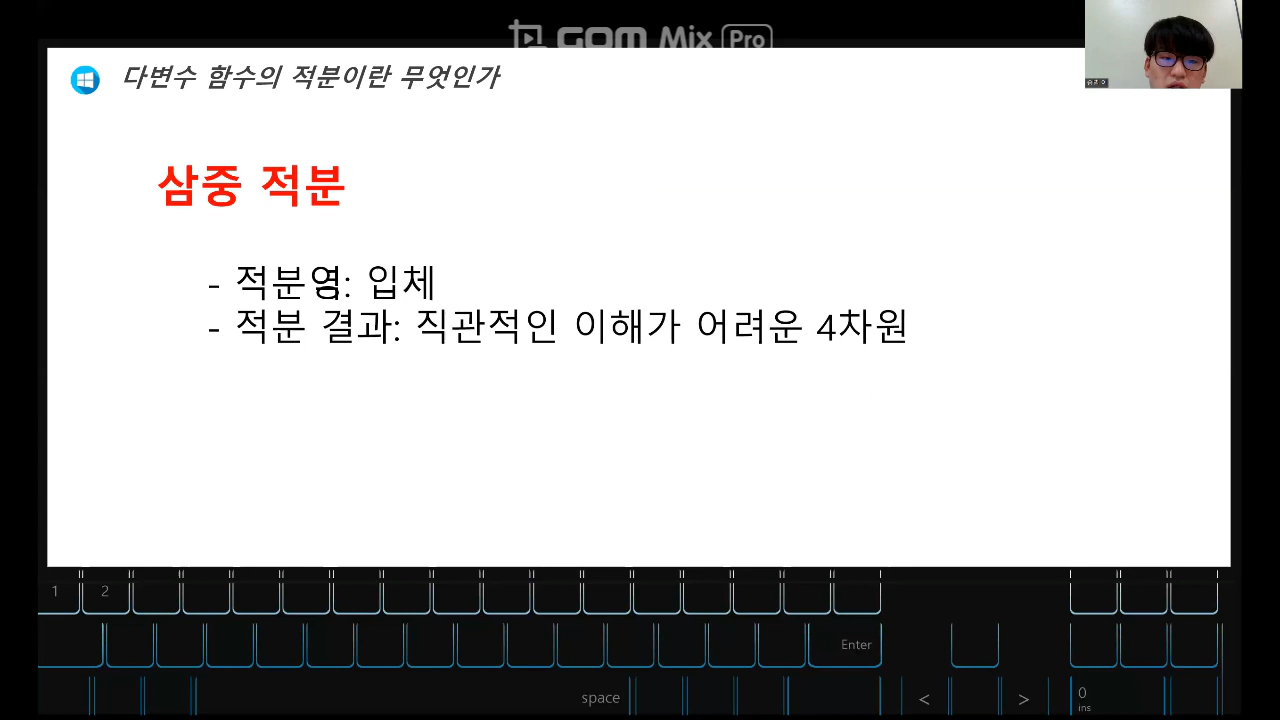 GOM Mix Pro
다변수 함수의 적분이란 무엇인가
삼중 적분
- 적분영: 입체
- 적분 결과: 직관적인 이해가 어려운 4차원
1 2
Enter
space < > 0
ins